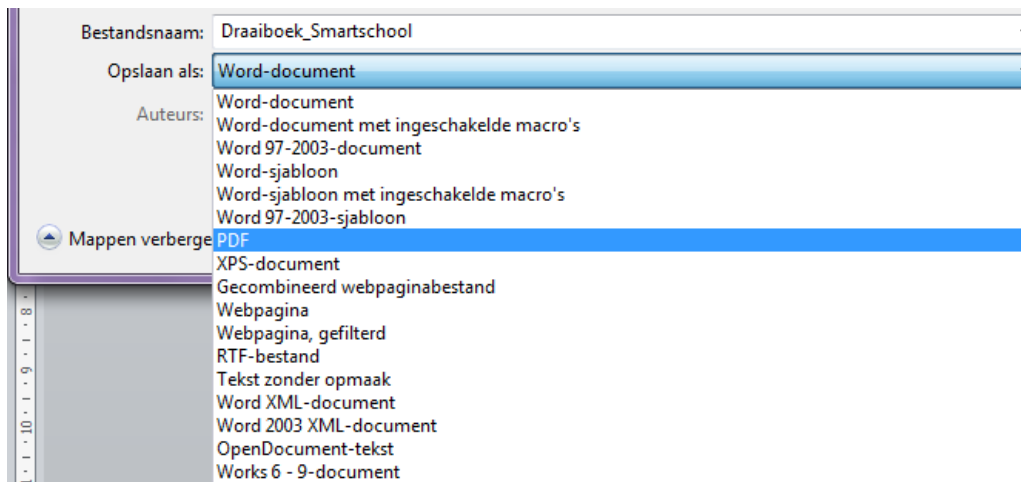 Bestandsnaam: Draaiboek_Smartschool
Opslaan als: Word-document
Auteurs:
Word-document
Word-document met ingeschakelde macro's
Word 97-2003-document
Word-sjabloon
Word-sjabloon met ingeschakelde macro's
Word 97-2003-sjabloon
Mappen verberge
PDF
XPS-document
Gecombineerd webpaginabestand
Webpagina
Webpagina, gefilterd
RTF-bestand
Tekst zonder opmaak
Word XML-document
Word 2003 XML-document
OpenDocument-tekst
Works 6 - 9-document
8
9
10